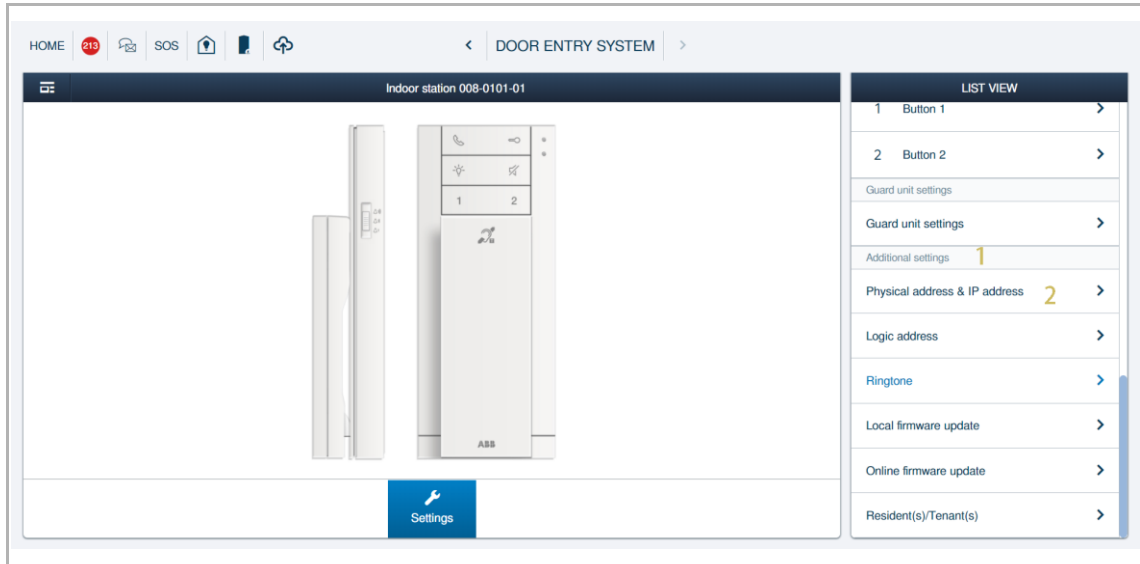 HOME 213 SOS < DOOR ENTRY SYSTEM >
Indoor station 008-0101-01
1 2
ABB
Settings
LIST VIEW
1 Button 1
2 Button 2
Guard unit settings
Guard unit settings
Additional settings 1
Physical address & IP address 2
Logic address
Ringtone
Local firmware update
Online firmware update
Resident(s)/Tenant(s)